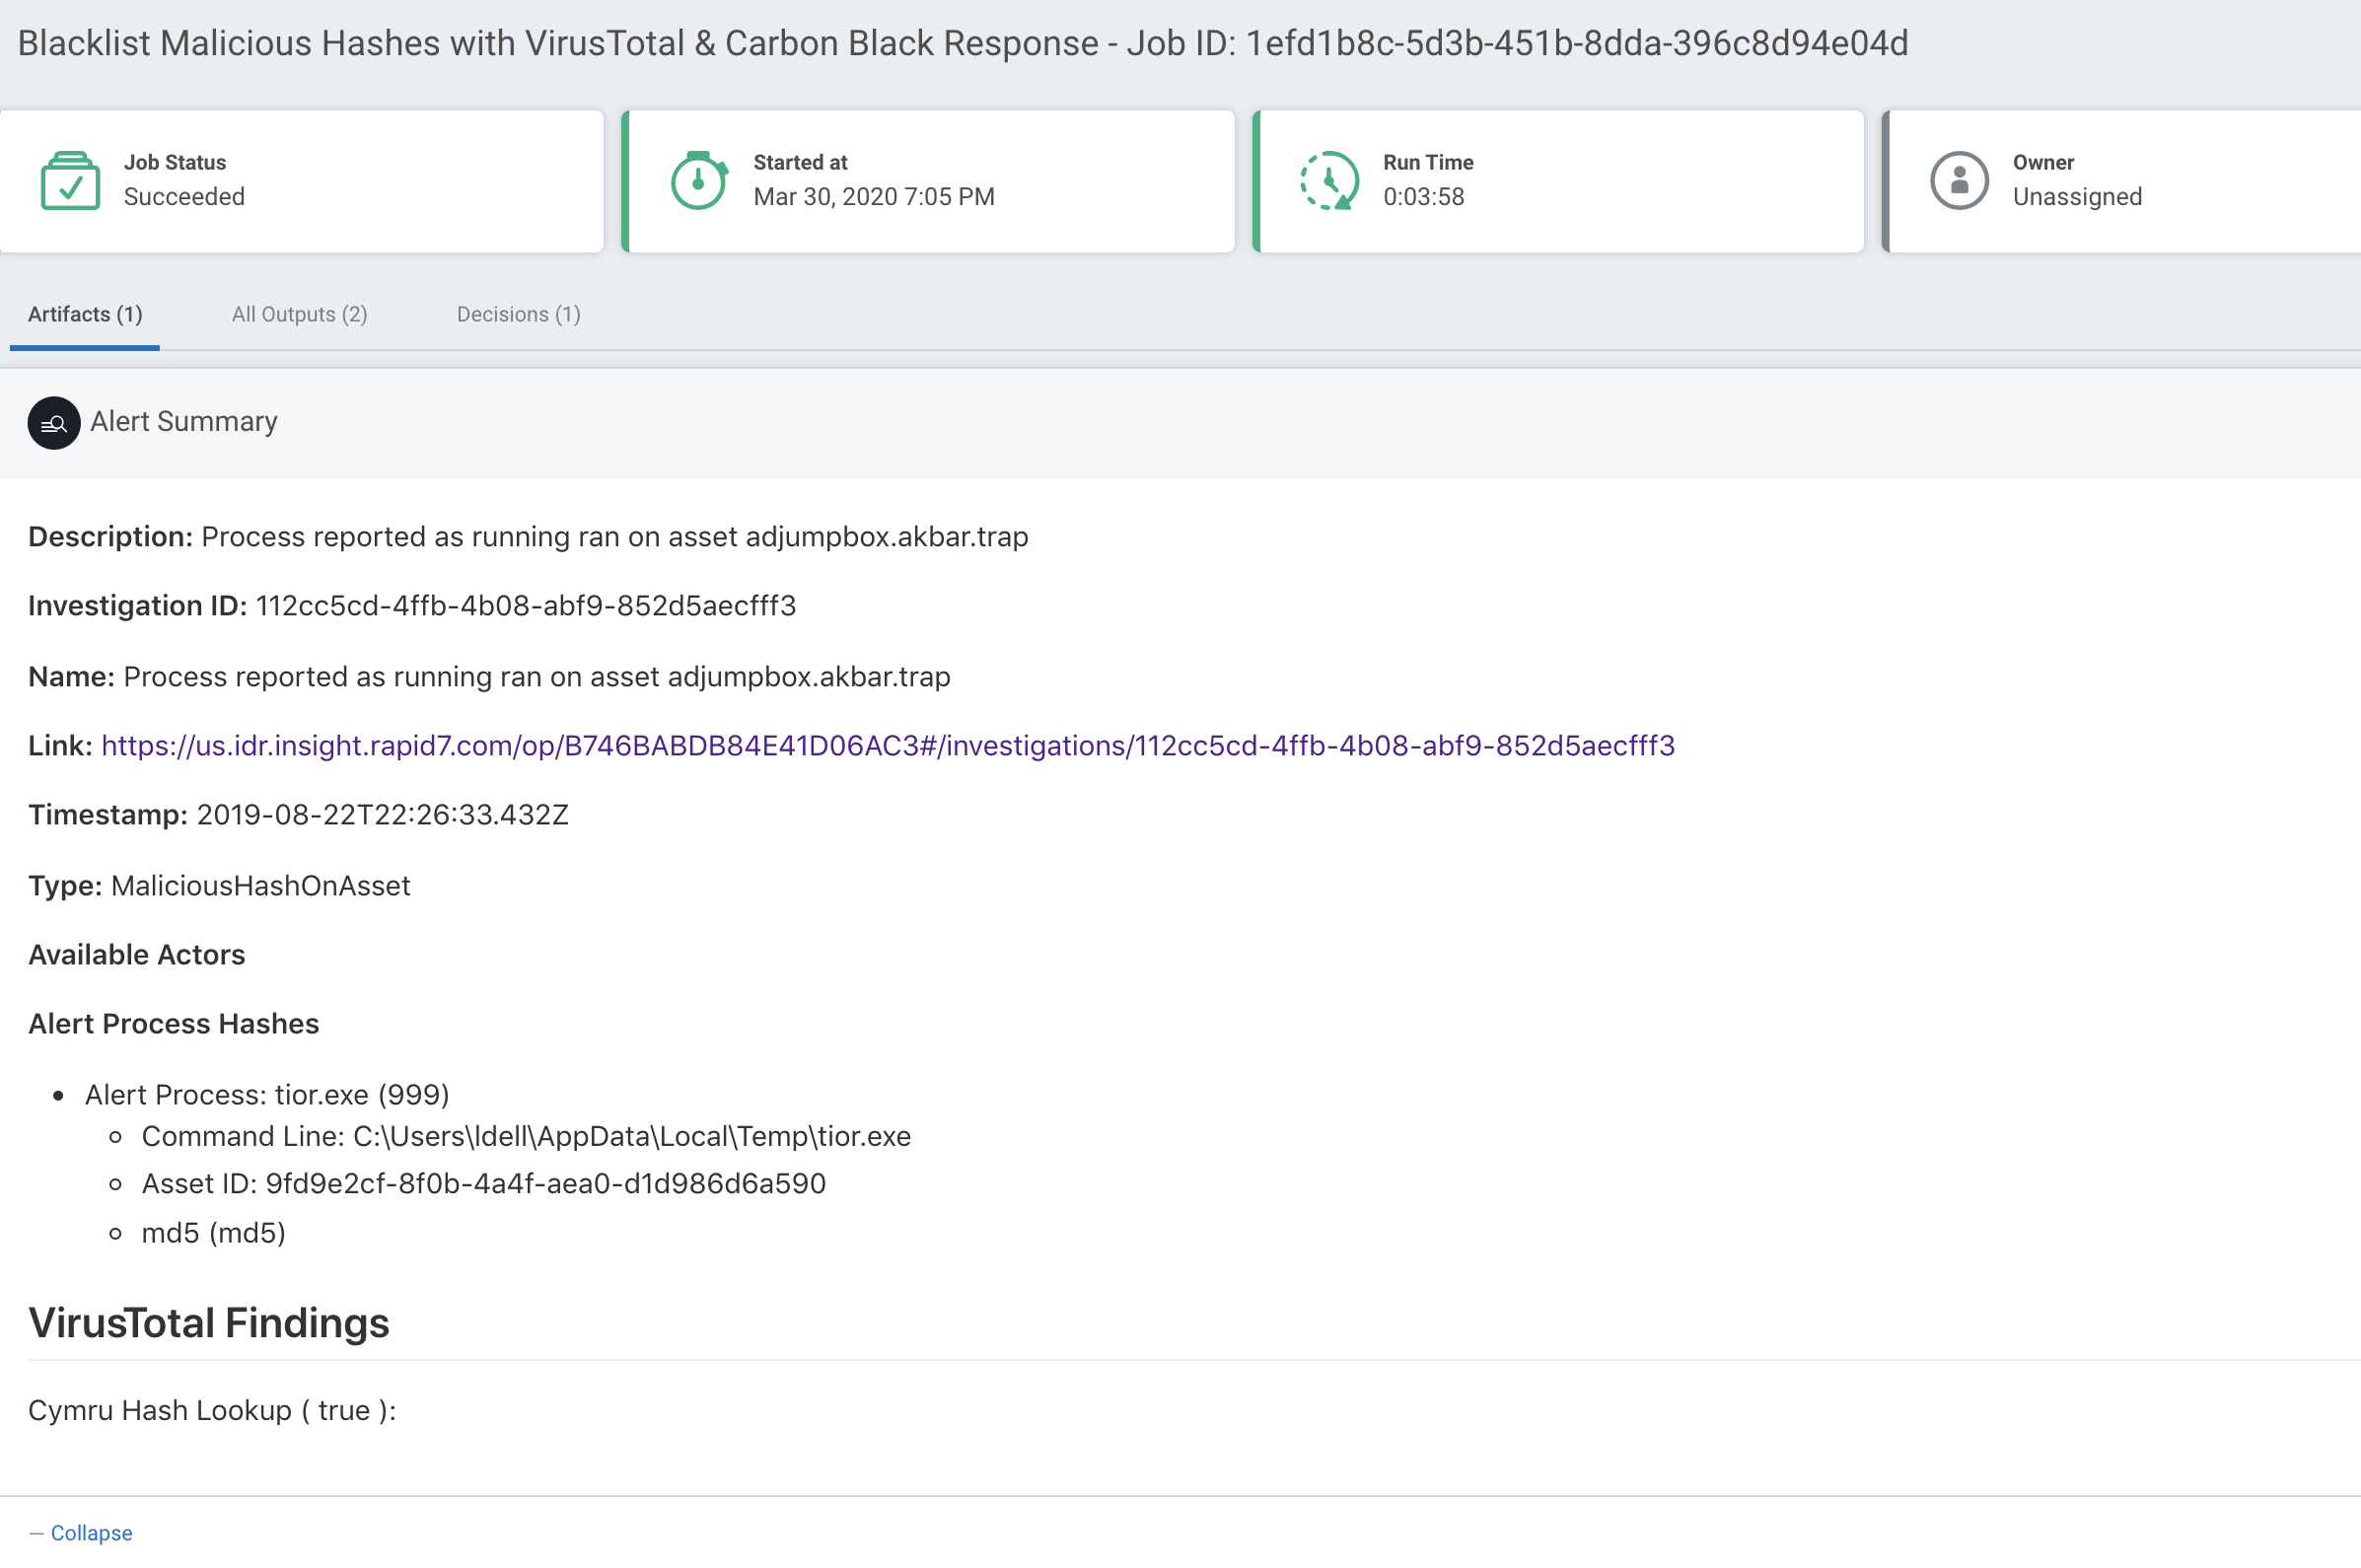 Blacklist Malicious Hashes with VirusTotal & Carbon Black Response - Job ID: 1efd1b8c-5d3b-451b-8dda-396c8d94e04d
Job Status
Succeeded
Started at
Mar 30, 2020 7:05 PM
Run Time
0:03:58
Owner
Unassigned
Artifacts (1)
All Outputs (2)
Decisions (1)
Alert Summary
Description: Process reported as running ran on asset adjumpbox.akbar.trap
Investigation ID: 112cc5cd-4ffb-4b08-abf9-852d5aecfff3
Name: Process reported as running ran on asset adjumpbox.akbar.trap
Link: https://us.idr.insight.rapid7.com/op/B746BABDB84E41D06AC3#/investigations/112cc5cd-4ffb-4b08-abf9-852d5aecfff3
Timestamp: 2019-08-22T22:26:33.432Z
Type: MaliciousHashOnAsset
Available Actors
Alert Process Hashes
• Alert Process: tior.exe (999)
◦ Command Line: C:\Users\ldell\AppData\Local\Temp\tior.exe
◦ Asset ID: 9fd9e2cf-8f0b-4a4f-aea0-d1d986d6a590
◦ md5 (md5)
VirusTotal Findings
Cymru Hash Lookup ( true ):
— Collapse